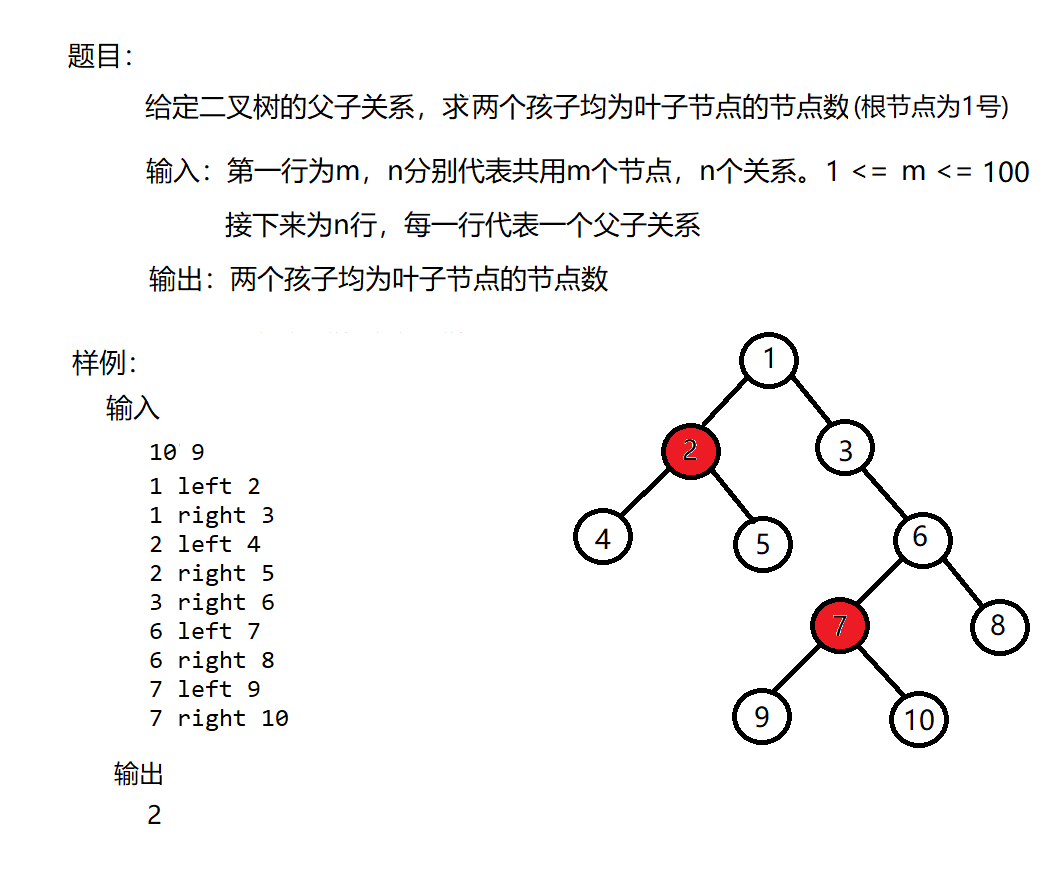 题目：
给定二叉树的父子关系，求两个孩子均为叶子节点的节点数(根节点为1号)
输入：第一行为m，n分别代表共用m个节点，n个关系。1 <= m <= 100
接下来为n行，每一行代表一个父子关系
输出：两个孩子均为叶子节点的节点数
样例：
输入
10 9
1 left 2
1 right 3
2 left 4
2 right 5
3 right 6
6 left 7
6 right 8
7 left 9
7 right 10
输出
2
1
2
3
4
5
6
7
8
9
10